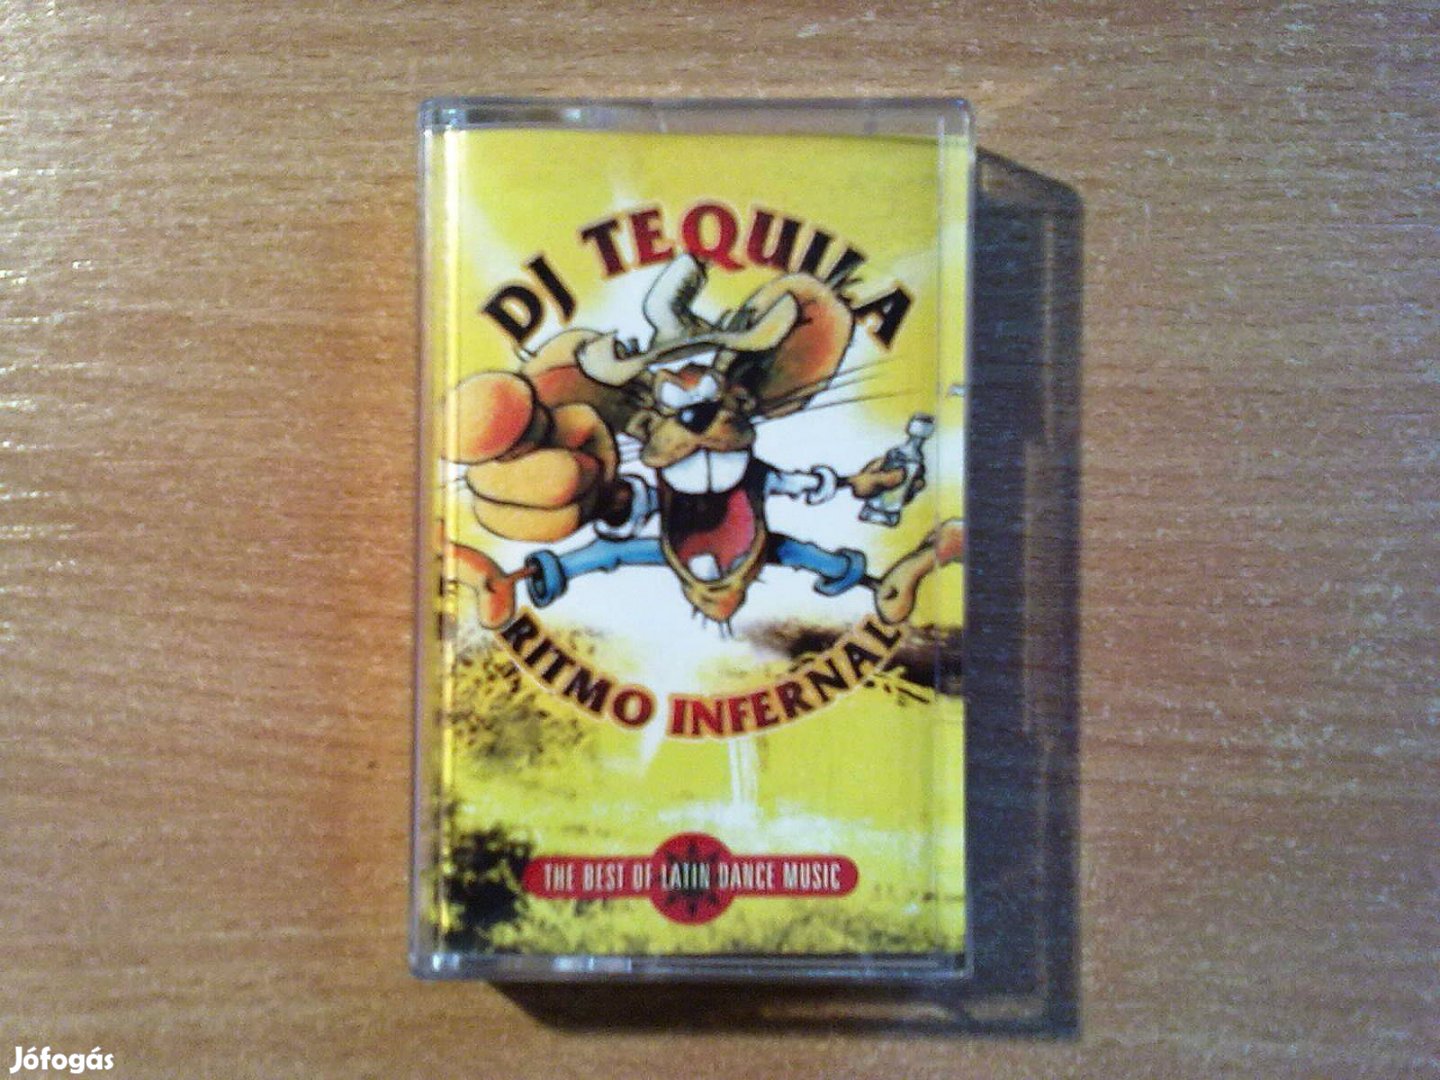 DJ TEQUILA
RITMO INFERNAL
THE BEST OF LATIN DANCE MUSIC
Jófogás